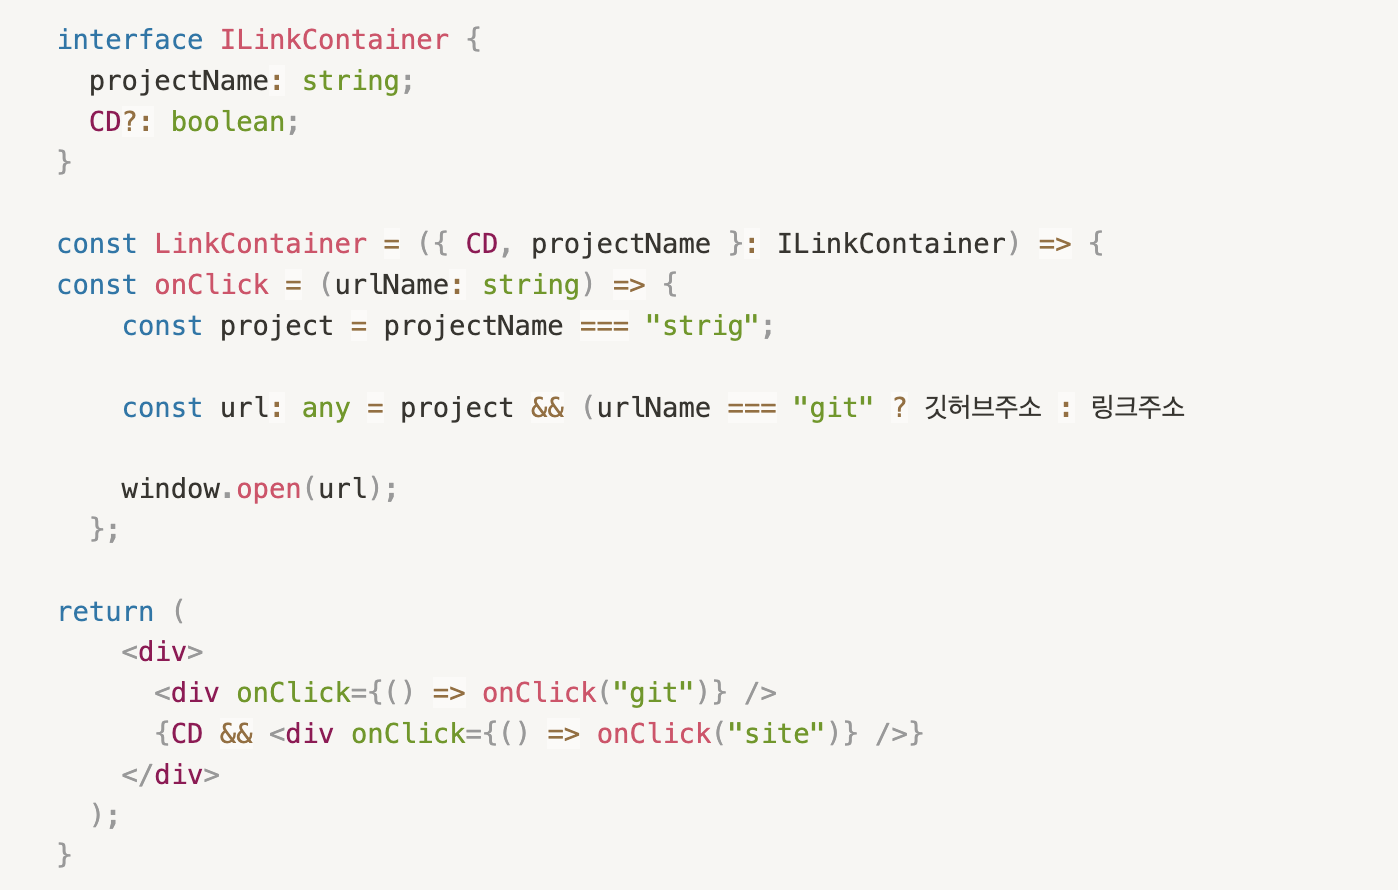 interface ILinkContainer {
  projectName: string;
  CD?: boolean;
}
const LinkContainer = ({ CD, projectName }: ILinkContainer) => {
const onClick = (urlName: string) => {
    const project = projectName === "strig";
    const url: any = project && (urlName === "git" ? 깃허브주소 : 링크주소
    window.open(url);
  };
return (
    <div>
      <div onClick={() => onClick("git")} />
      {CD && <div onClick={() => onClick("site")} />}
    </div>
  );
}